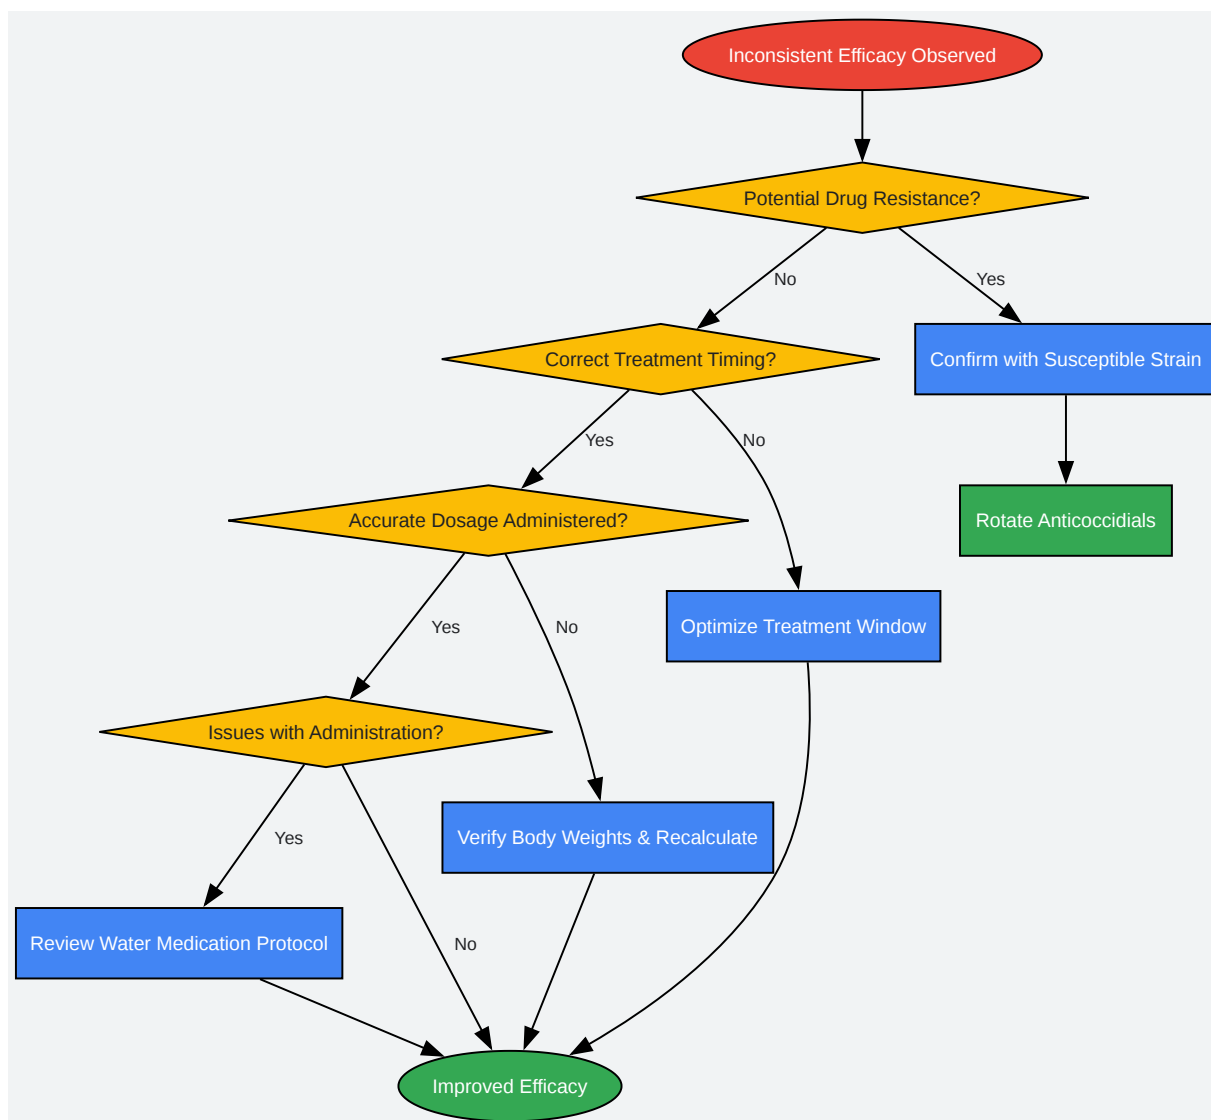 Inconsistent Efficacy Observed
Potential Drug Resistance?
No
Yes
Correct Treatment Timing?
Confirm with Susceptible Strain
Yes
No
Accurate Dosage Administered?
Rotate Anticoccidials
Yes
No
Optimize Treatment Window
Issues with Administration?
Yes
Verify Body Weights & Recalculate
Review Water Medication Protocol
No
Improved Efficacy